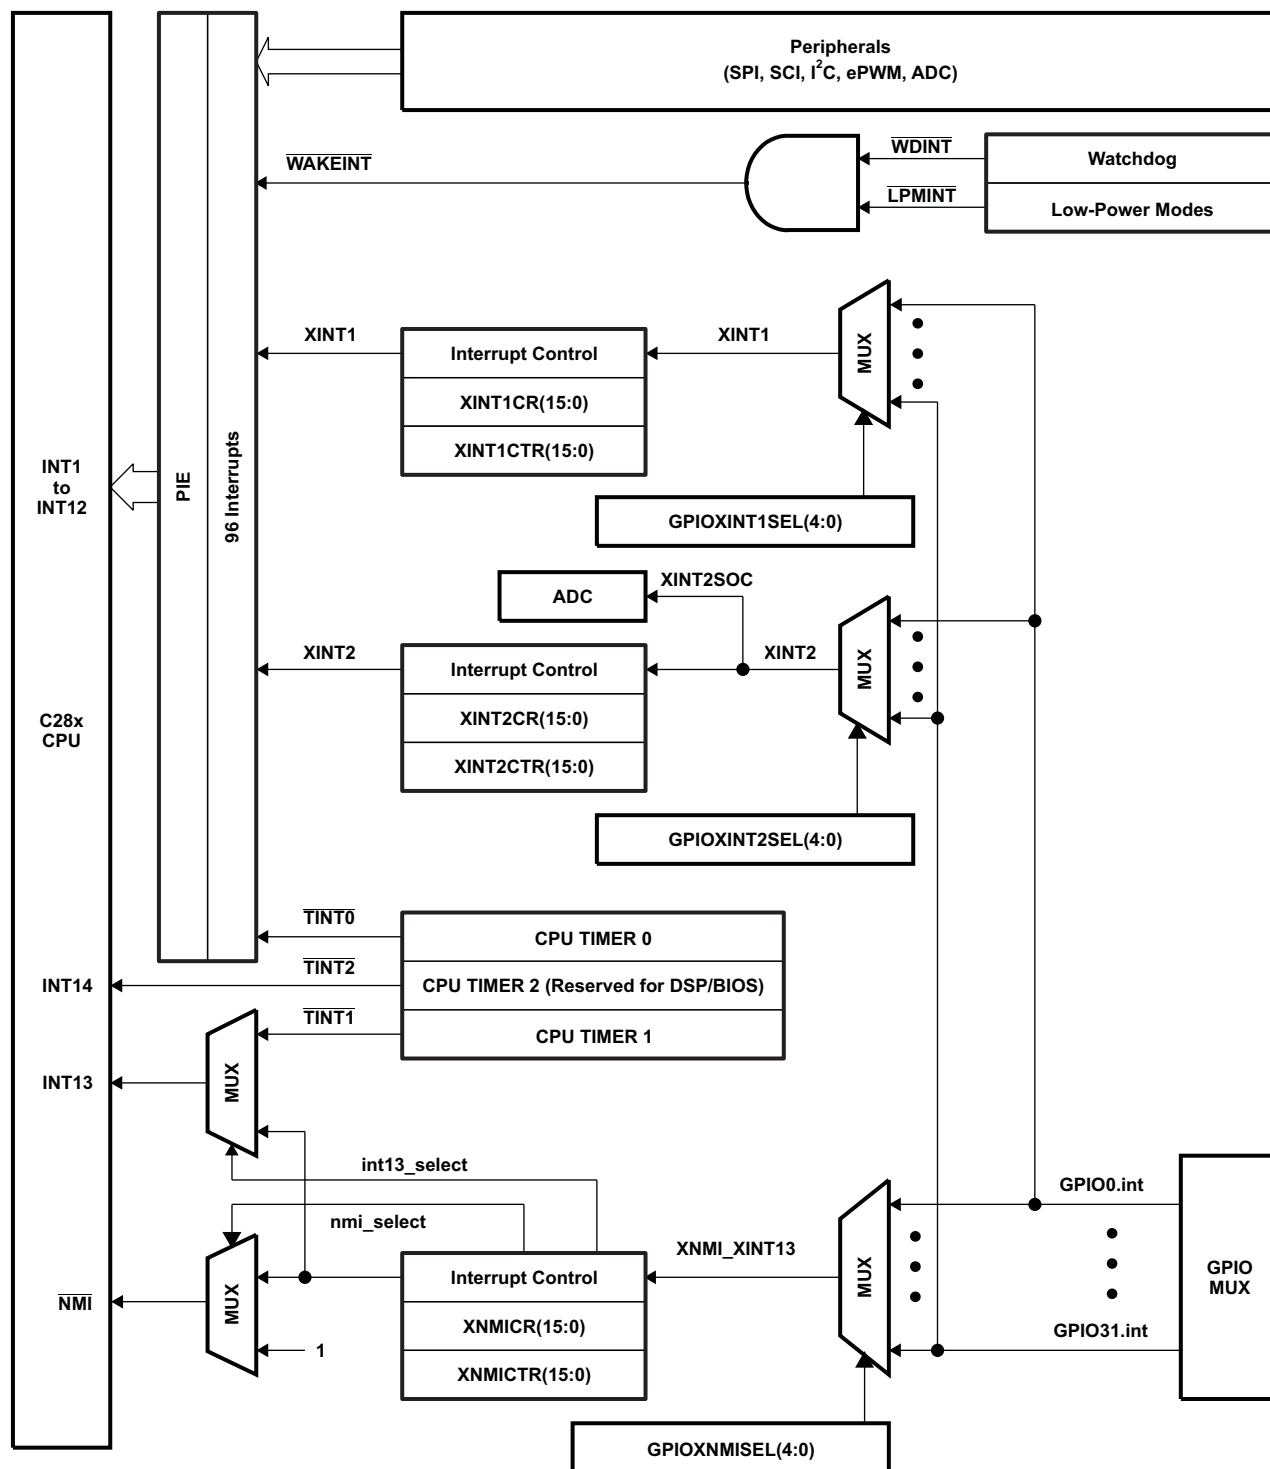 Peripherals
(SPI, SCI, I²C, ePWM, ADC)
WAKEINT
WDINT
Watchdog
LPMINT
Low-Power Modes
XINT1
Interrupt Control
XINT1
MUX
XINT1CR(15:0)
XINT1CTR(15:0)
INT1
to
INT12
PIE
96 Interrupts
GPIOXINT1SEL(4:0)
XINT2SOC
ADC
XINT2
Interrupt Control
XINT2
MUX
C28x
CPU
XINT2CR(15:0)
XINT2CTR(15:0)
GPIOXINT2SEL(4:0)
TINT0
CPU TIMER 0
INT14
TINT2
CPU TIMER 2 (Reserved for DSP/BIOS)
TINT1
CPU TIMER 1
INT13
MUX
int13_select
GPIO0.int
nmi_select
XNMI_XINT13
Interrupt Control
MUX
GPIO
MUX
NMI
MUX
XNMICR(15:0)
GPIO31.int
1
XNMICTR(15:0)
GPIOXNMISEL(4:0)